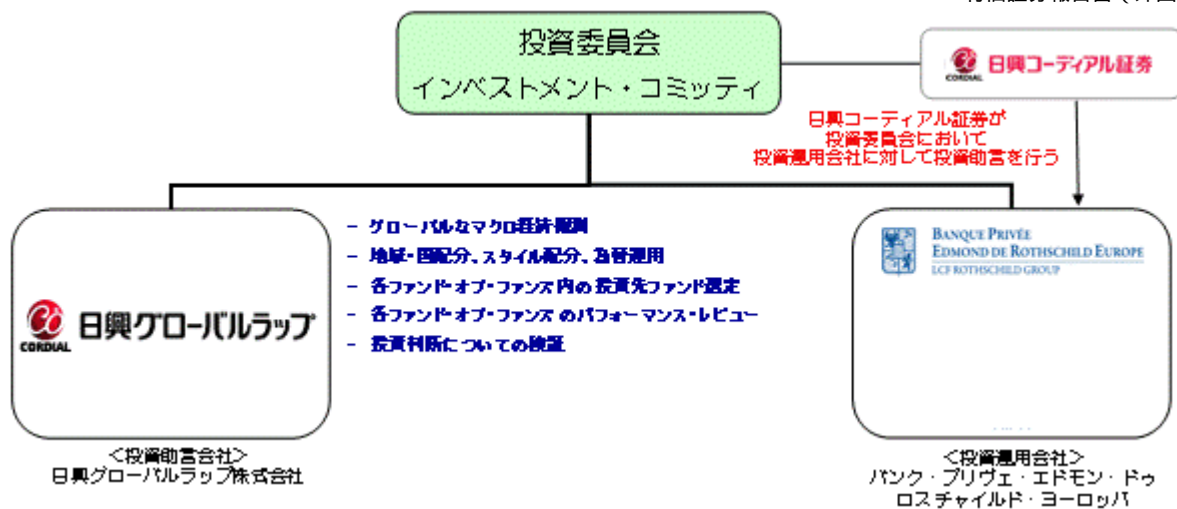 投資委員会
インベストメント・コミッティ
CORDIAL
日興コーディアル証券
日興コーディアル証券が
投資委員会において
投資運用会社に対して投資助言を行う
- グローバルなマクロ経済観測
- 地域・国配分、スタイル配分、為替運用
- 各ファンド・オブ・ファンズ内の投資先ファンド選定
- 各ファンド・オブ・ファンズのパフォーマンス・レビュー
- 投資判断についての検証
CORDIAL
日興グローバルラップ
BANQUE PRIVÉE
EDMOND DE ROTHSCHILD EUROPE
LCF ROTHSCHILD GROUP
<投資助言会社>
日興グローバルラップ株式会社
<投資運用会社>
バンク・プリヴェ・エドモン・ドゥ
ロスチャイルド・ヨーロッパ